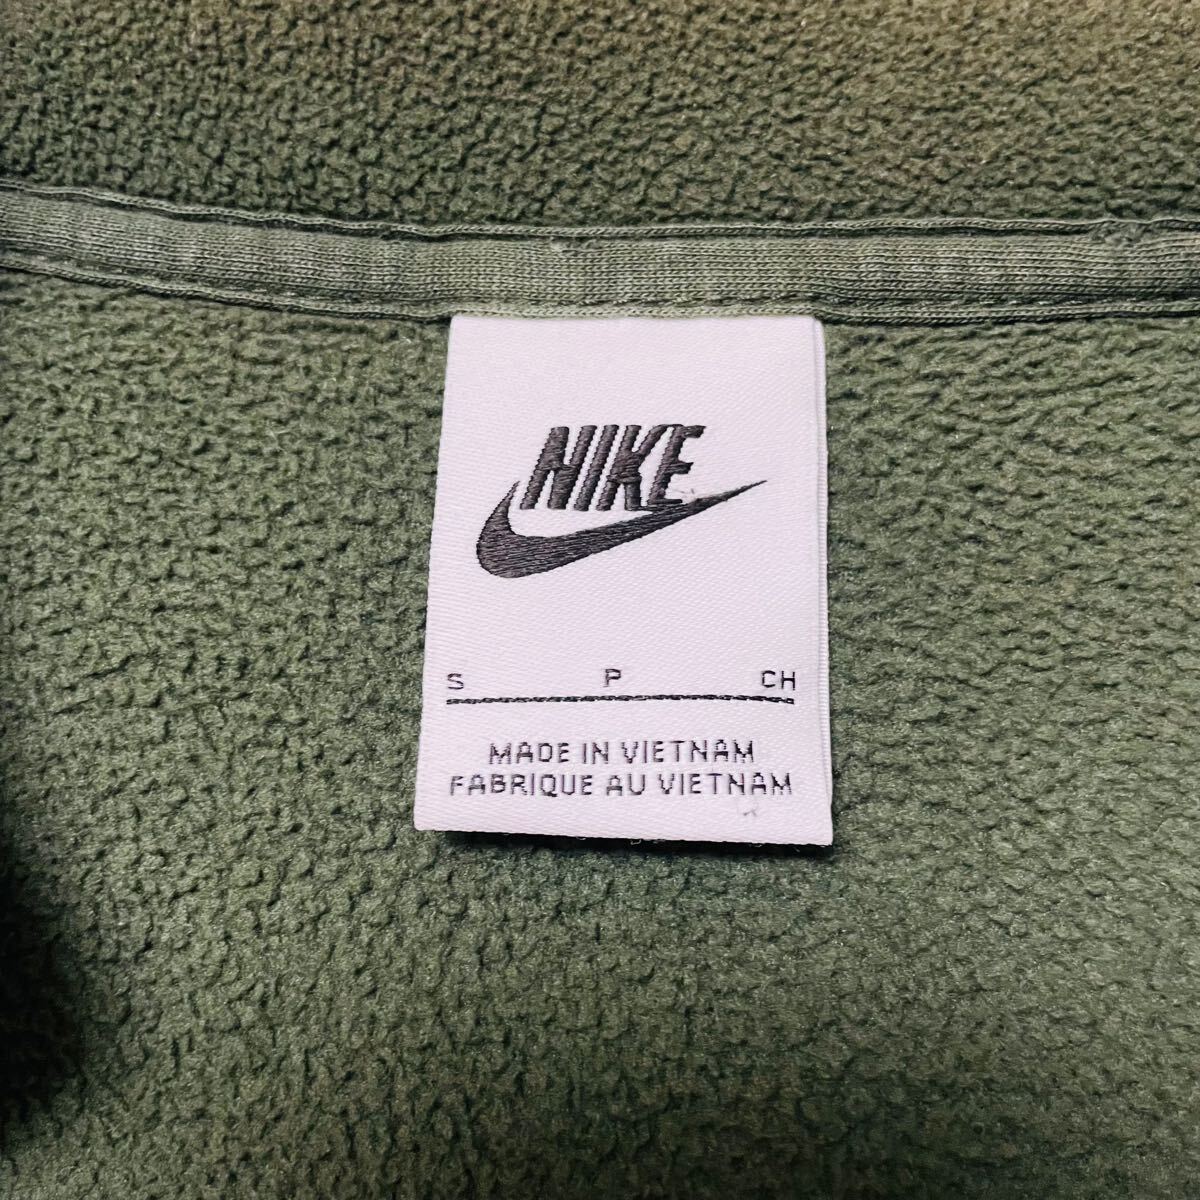 NIKE
S P CH
MADE IN VIETNAM
FABRIQUE AU VIETNAM